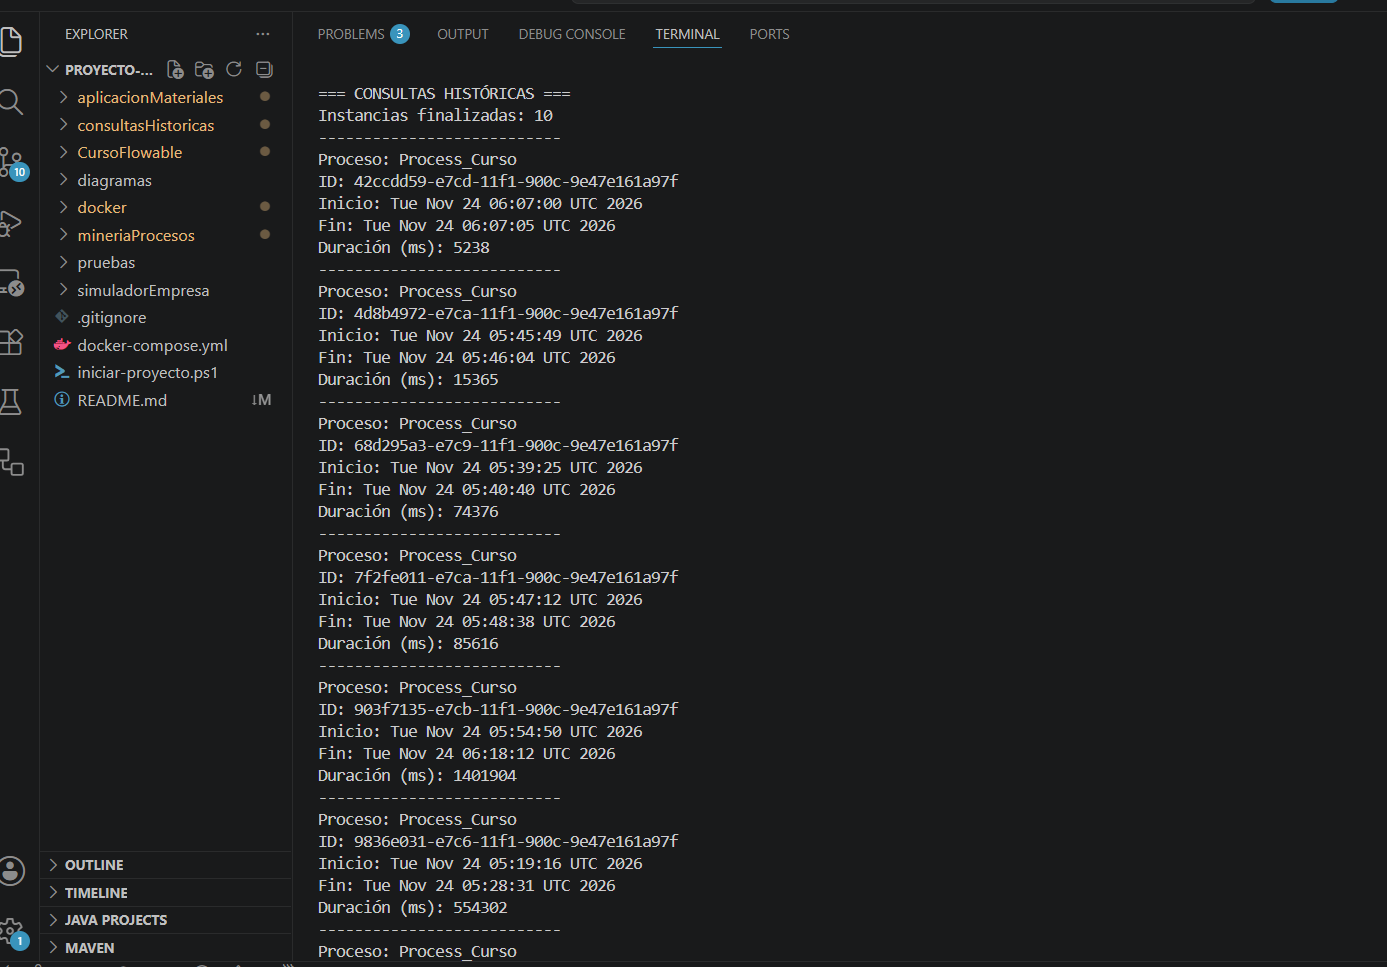 EXPLORER
PROYECTO-...
aplicacionMateriales
consultasHistoricas
CursoFlowable
diagramas
docker
mineriaProcesos
pruebas
simuladorEmpresa
.gitignore
docker-compose.yml
iniciar-proyecto.ps1
README.md ↓M
OUTLINE
TIMELINE
JAVA PROJECTS
MAVEN
10
1
PROBLEMS 3 OUTPUT DEBUG CONSOLE TERMINAL PORTS
=== CONSULTAS HISTÓRICAS ===
Instancias finalizadas: 10
---------------------------
Proceso: Process_Curso
ID: 42ccdd59-e7cd-11f1-900c-9e47e161a97f
Inicio: Tue Nov 24 06:07:00 UTC 2026
Fin: Tue Nov 24 06:07:05 UTC 2026
Duración (ms): 5238
---------------------------
Proceso: Process_Curso
ID: 4d8b4972-e7ca-11f1-900c-9e47e161a97f
Inicio: Tue Nov 24 05:45:49 UTC 2026
Fin: Tue Nov 24 05:46:04 UTC 2026
Duración (ms): 15365
---------------------------
Proceso: Process_Curso
ID: 68d295a3-e7c9-11f1-900c-9e47e161a97f
Inicio: Tue Nov 24 05:39:25 UTC 2026
Fin: Tue Nov 24 05:40:40 UTC 2026
Duración (ms): 74376
---------------------------
Proceso: Process_Curso
ID: 7f2fe011-e7ca-11f1-900c-9e47e161a97f
Inicio: Tue Nov 24 05:47:12 UTC 2026
Fin: Tue Nov 24 05:48:38 UTC 2026
Duración (ms): 85616
---------------------------
Proceso: Process_Curso
ID: 903f7135-e7cb-11f1-900c-9e47e161a97f
Inicio: Tue Nov 24 05:54:50 UTC 2026
Fin: Tue Nov 24 06:18:12 UTC 2026
Duración (ms): 1401904
---------------------------
Proceso: Process_Curso
ID: 9836e031-e7c6-11f1-900c-9e47e161a97f
Inicio: Tue Nov 24 05:19:16 UTC 2026
Fin: Tue Nov 24 05:28:31 UTC 2026
Duración (ms): 554302
---------------------------
Proceso: Process_Curso